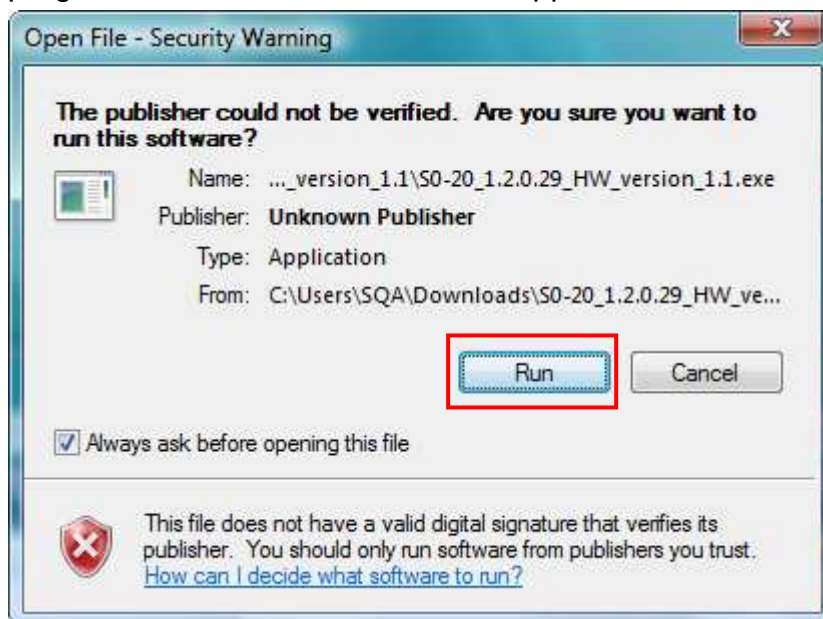 Open File - Security Warning
The publisher could not be verified. Are you sure you want to
run this software?
Name: ..._version_1.1\S0-20_1.2.0.29_HW_version_1.1.exe
Publisher: Unknown Publisher
Type: Application
From: C:\Users\SQA\Downloads\S0-20_1.2.0.29_HW_ve...
Run Cancel
Always ask before opening this file
This file does not have a valid digital signature that verifies its
publisher. You should only run software from publishers you trust.
How can I decide what software to run?